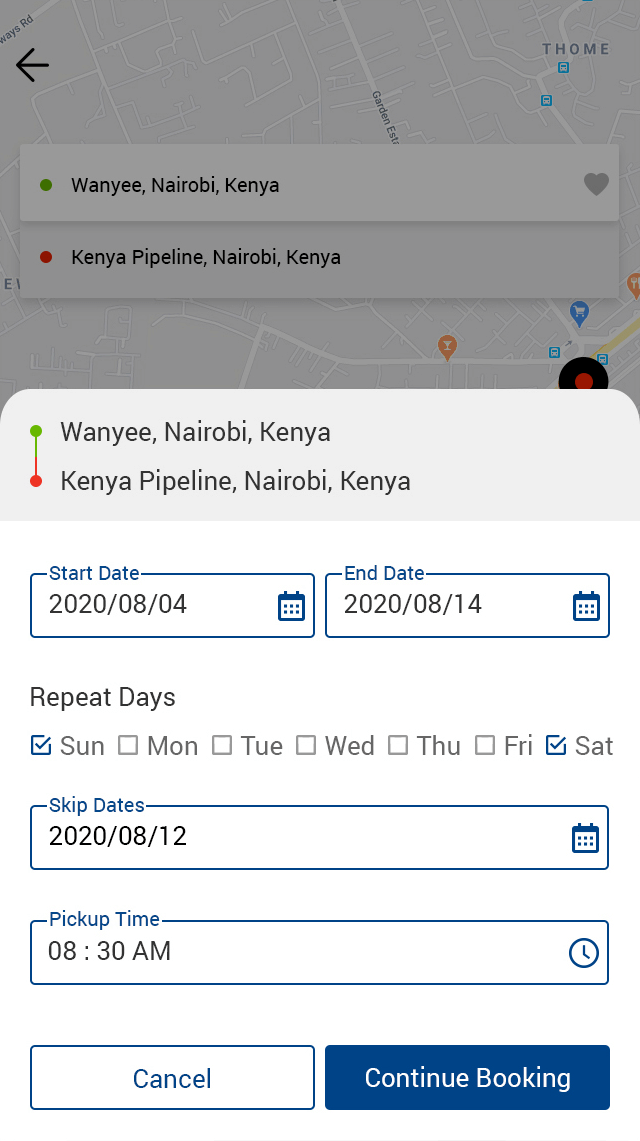 ways Rd
THOME
Garden Esta
Wanyee, Nairobi, Kenya
Kenya Pipeline, Nairobi, Kenya
Wanyee, Nairobi, Kenya
Kenya Pipeline, Nairobi, Kenya
Start Date
2020/08/04
End Date
2020/08/14
Repeat Days
Sun Mon Tue Wed Thu Fri Sat
Skip Dates
2020/08/12
Pickup Time
08 : 30 AM
Cancel
Continue Booking